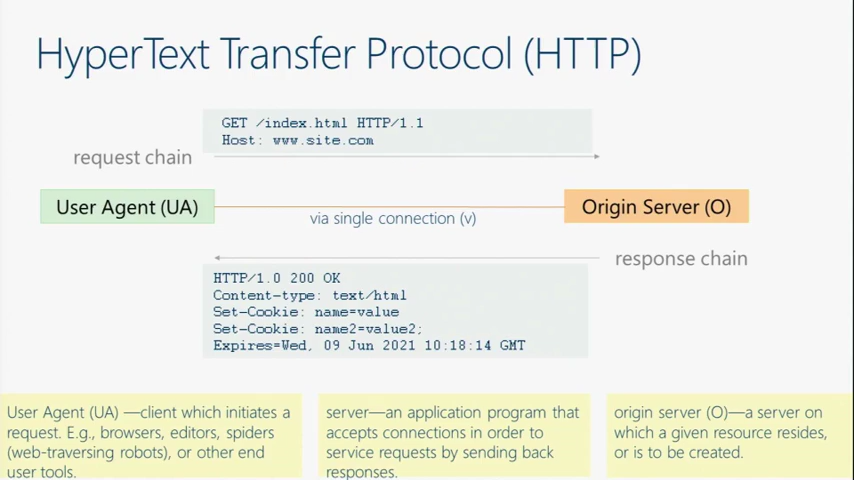 HyperText Transfer Protocol (HTTP)
GET /index.html HTTP/1.1
Host: www.site.com
request chain
User Agent (UA)
via single connection (v)
Origin Server (O)
response chain
HTTP/1.0 200 OK
Content-type: text/html
Set-Cookie: name=value
Set-Cookie: name2=value2;
Expires=Wed, 09 Jun 2021 10:18:14 GMT
User Agent (UA) —client which initiates a
request. E.g., browsers, editors, spiders
(web-traversing robots), or other end
user tools.
server—an application program that
accepts connections in order to
service requests by sending back
responses.
origin server (O)—a server on
which a given resource resides,
or is to be created.